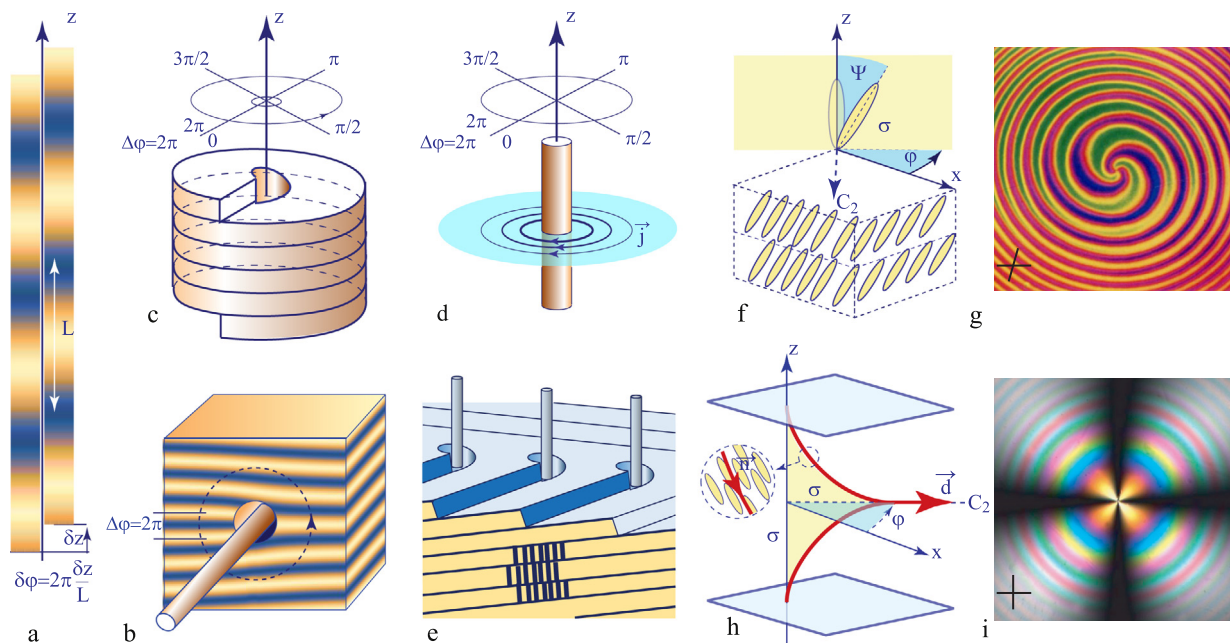 z
L
δz
δφ=2π δz/L
a
z
3π/2
π
2π
Δφ=2π
0
π/2
c
z
3π/2
π
2π
Δφ=2π
0
π/2
j
d
z
Ψ
σ
φ
x
C₂
f
g
Δφ=2π
b
e
z
n
σ
d
C₂
φ
σ
x
h
i